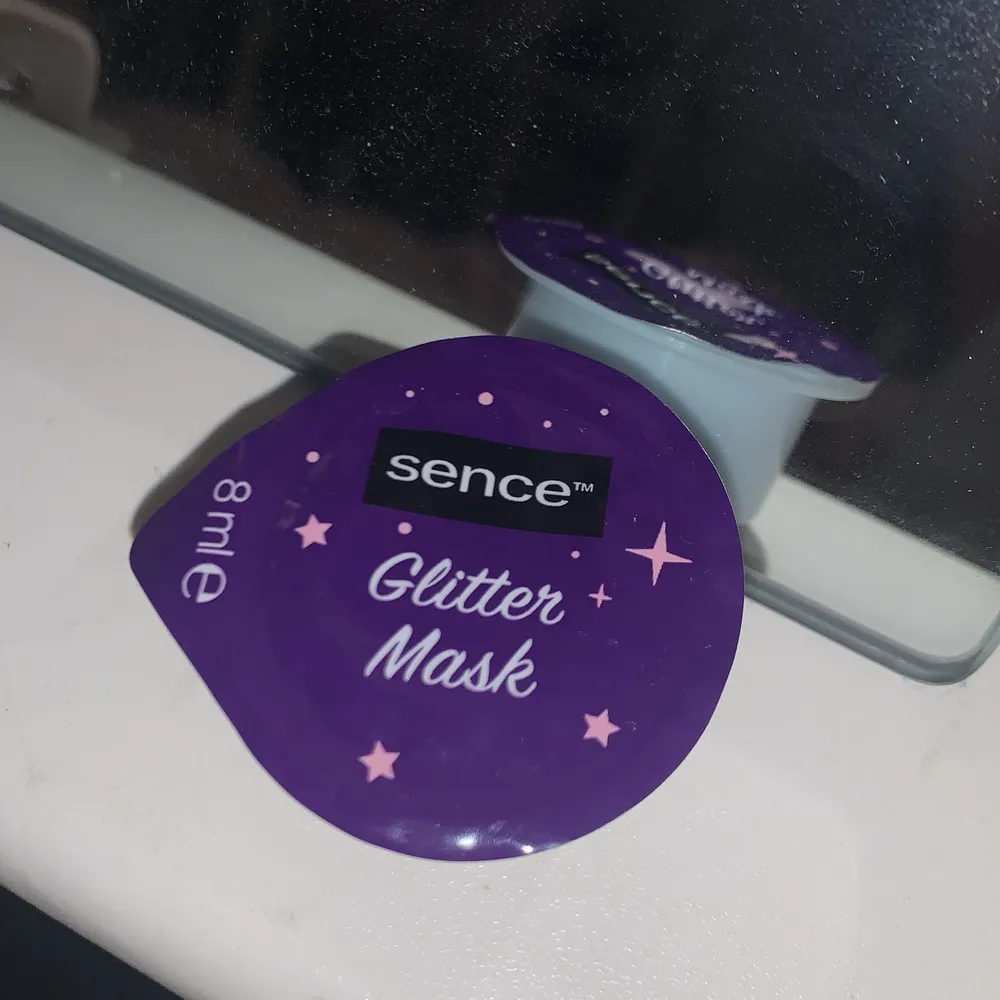 sence™
Glitter
Mask
8 ml ℮